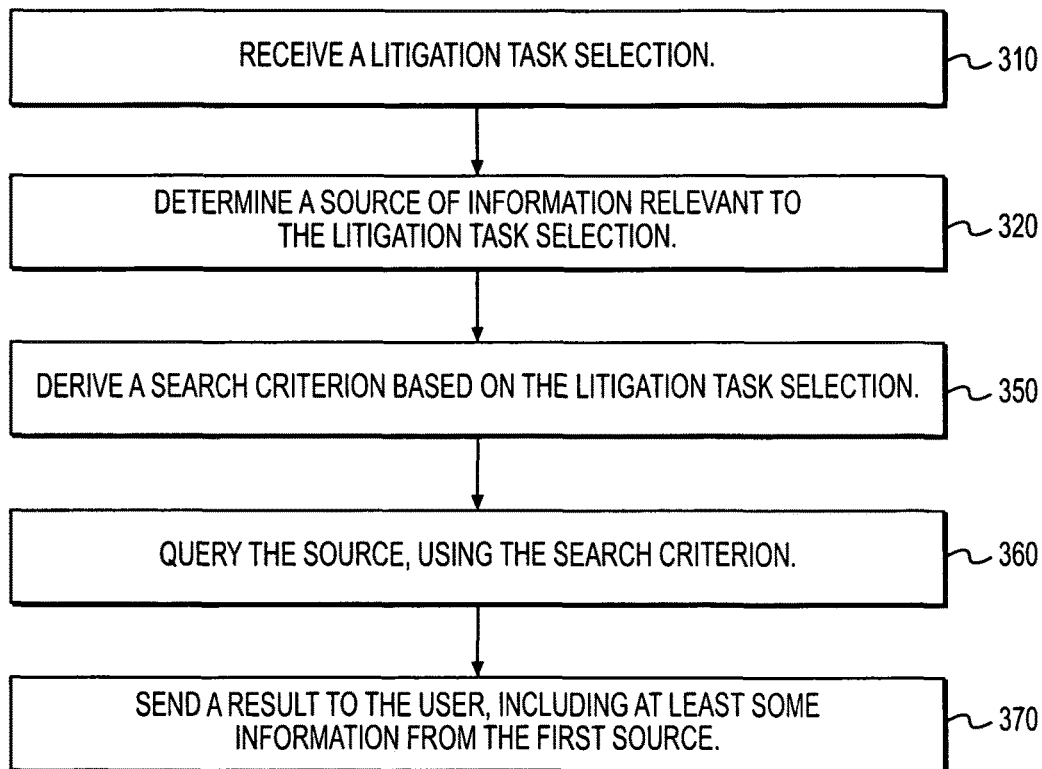 RECEIVE A LITIGATION TASK SELECTION.
310
DETERMINE A SOURCE OF INFORMATION RELEVANT TO
THE LITIGATION TASK SELECTION.
320
DERIVE A SEARCH CRITERION BASED ON THE LITIGATION TASK SELECTION.
350
QUERY THE SOURCE, USING THE SEARCH CRITERION.
360
SEND A RESULT TO THE USER, INCLUDING AT LEAST SOME
INFORMATION FROM THE FIRST SOURCE.
370